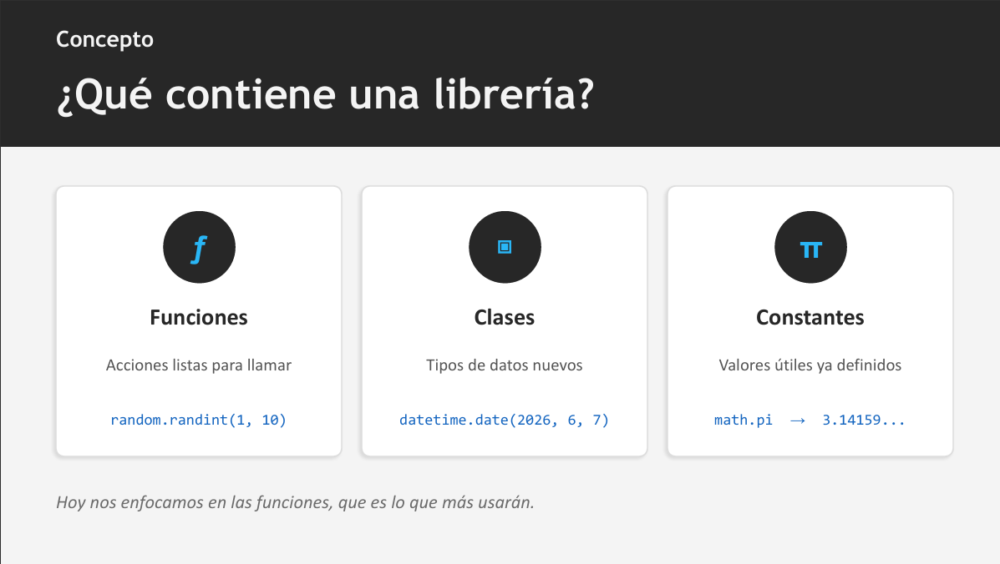 Concepto
¿Qué contiene una librería?
ƒ
Funciones
Acciones listas para llamar
random.randint(1, 10)
▣
Clases
Tipos de datos nuevos
datetime.date(2026, 6, 7)
π
Constantes
Valores útiles ya definidos
math.pi → 3.14159...
Hoy nos enfocamos en las funciones, que es lo que más usarán.